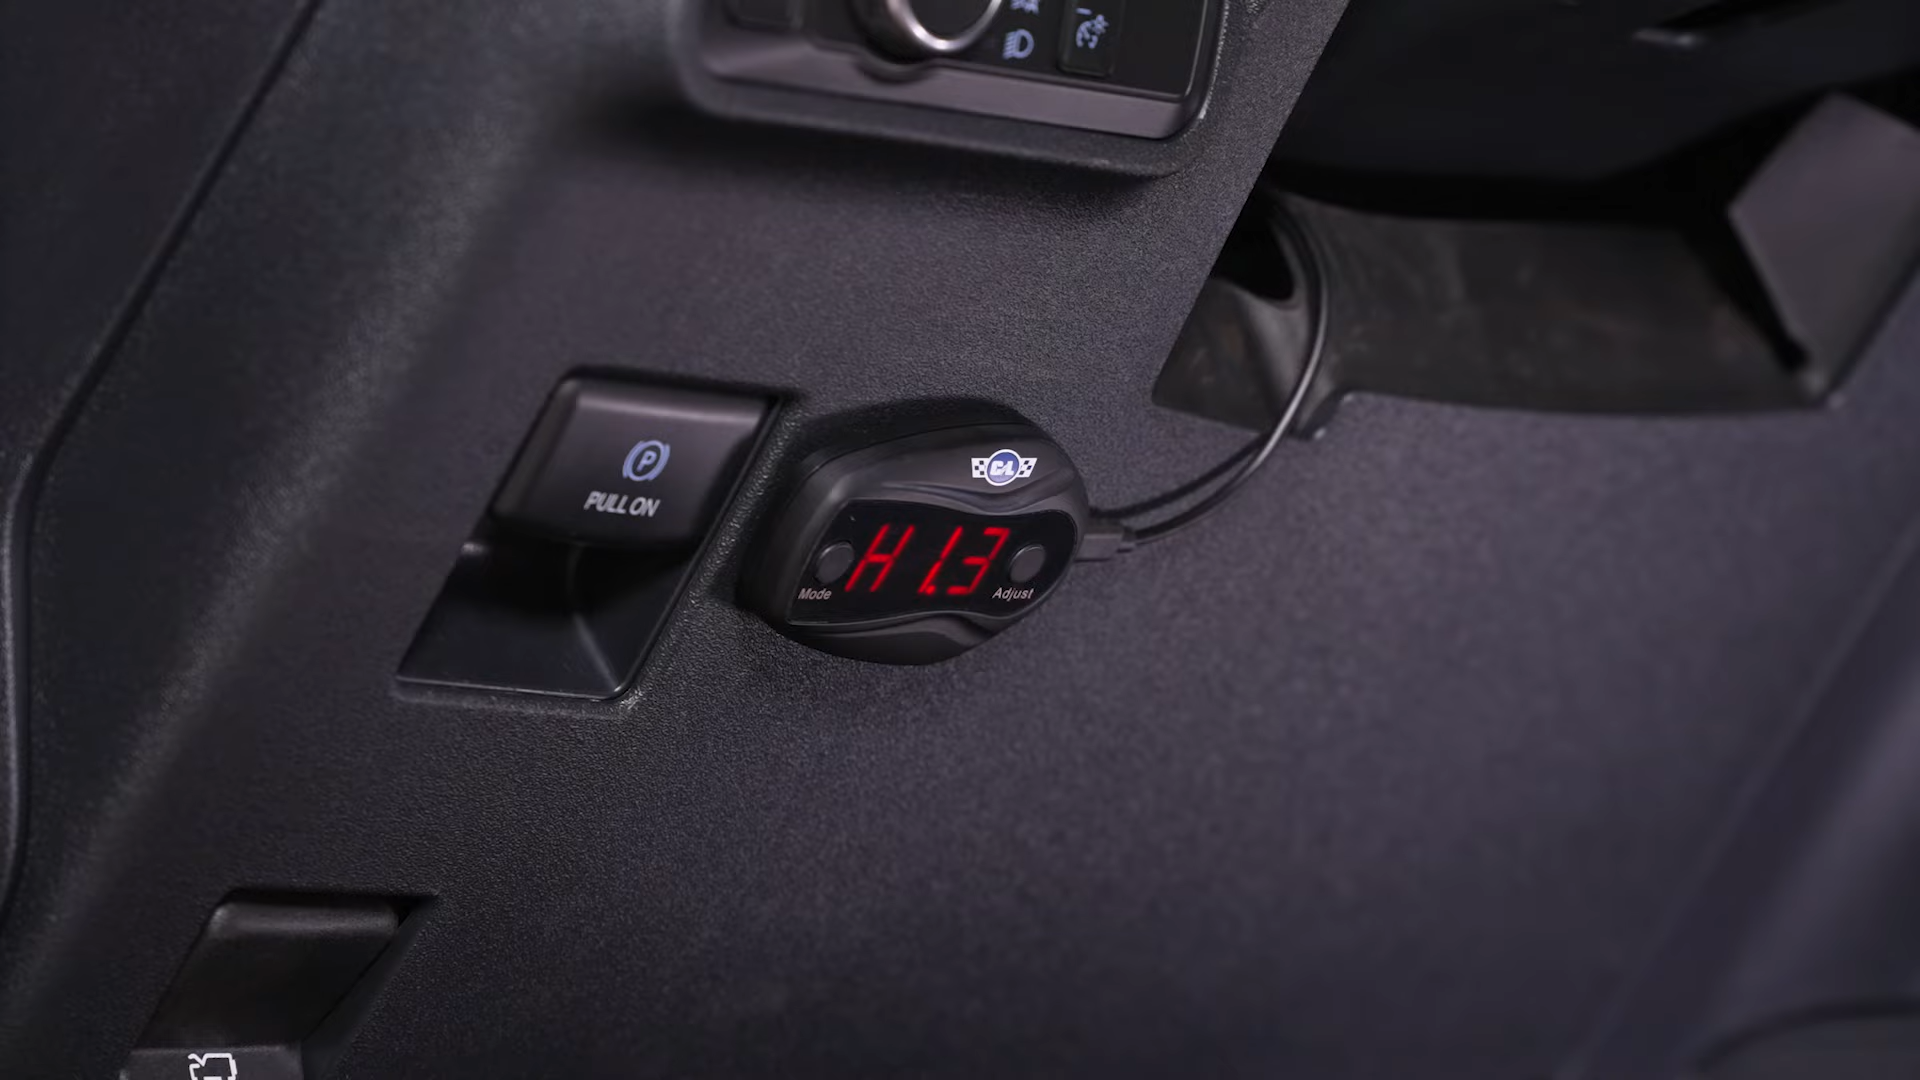 P
PULL ON
C-L
H 1.3
Mode
Adjust